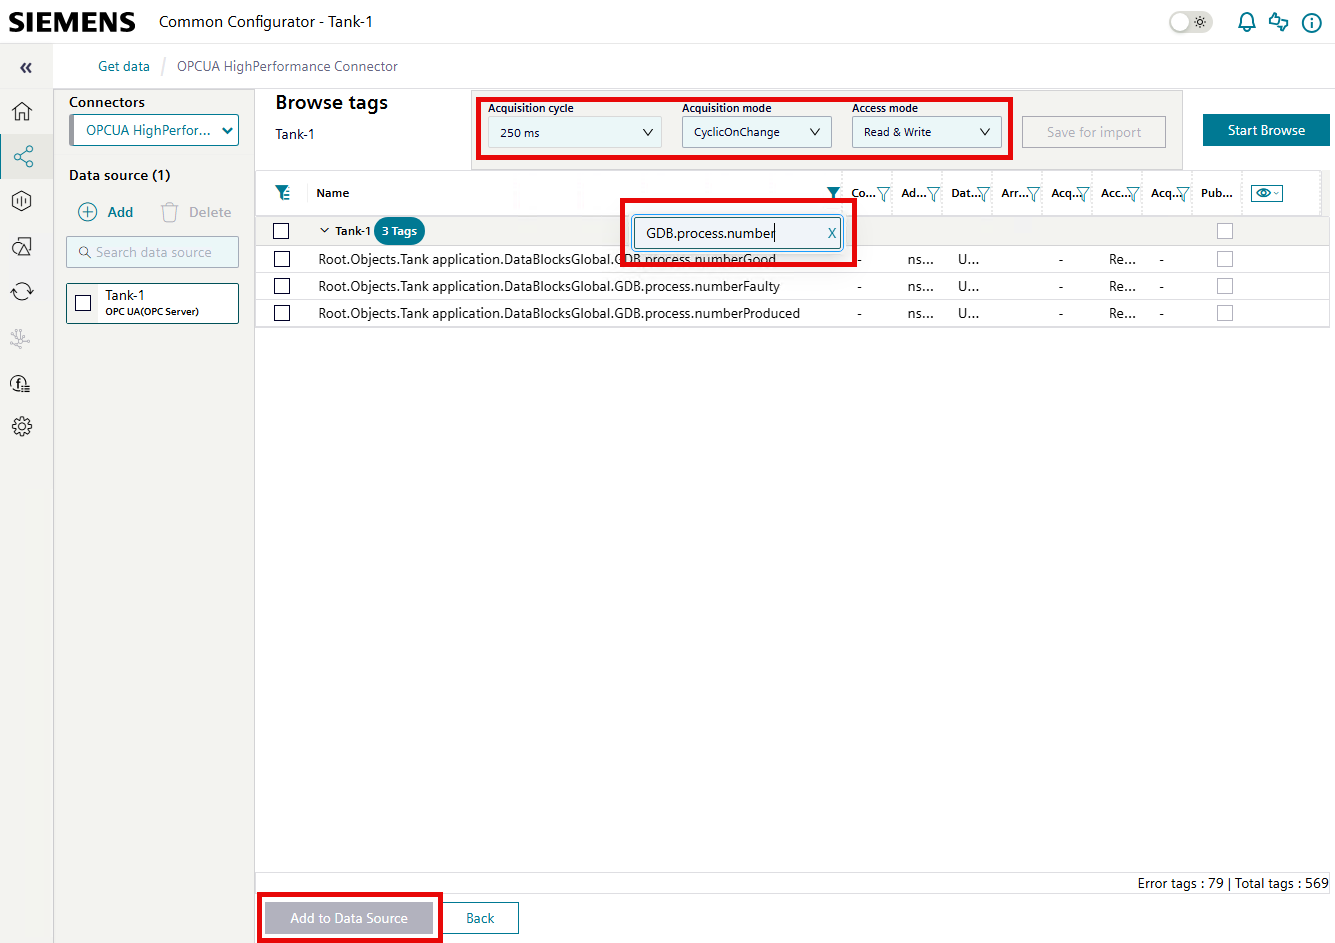 SIEMENS Common Configurator - Tank-1
Get data / OPCUA HighPerformance Connector
Connectors
OPCUA HighPerfor...
Data source (1)
Add Delete
Search data source
Tank-1
OPC UA(OPC Server)
Browse tags
Tank-1
Acquisition cycle Acquisition mode Access mode
250 ms CyclicOnChange Read & Write Save for import Start Browse
Name Co... Ad... Dat... Arr... Acq... Acc... Acq... Pub...
Tank-1 3 Tags
GDB.process.number X
Root.Objects.Tank application.DataBlocksGlobal.GDB.process.numberGood - ns... U... - Re... -
Root.Objects.Tank application.DataBlocksGlobal.GDB.process.numberFaulty - ns... U... - Re... -
Root.Objects.Tank application.DataBlocksGlobal.GDB.process.numberProduced - ns... U... - Re... -
Error tags : 79 | Total tags : 569
Add to Data Source Back